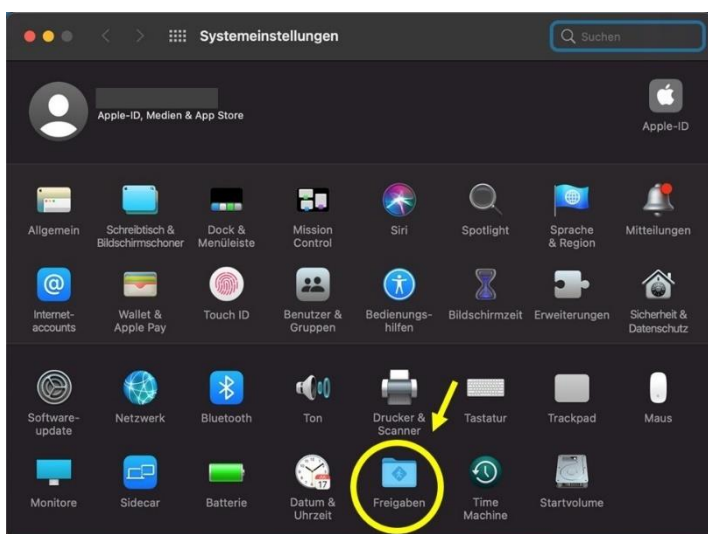 Systemeinstellungen
Suchen
Apple-ID, Medien & App Store
Apple-ID
Allgemein
Schreibtisch &
Bildschirmschoner
Dock &
Menüleiste
Mission
Control
Siri
Spotlight
Sprache
& Region
Mitteilungen
Internet-
accounts
Wallet &
Apple Pay
Touch ID
Benutzer &
Gruppen
Bedienungs-
hilfen
Bildschirmzeit
Erweiterungen
Sicherheit &
Datenschutz
Software-
update
Netzwerk
Bluetooth
Ton
Drucker &
Scanner
Tastatur
Trackpad
Maus
Monitore
Sidecar
Batterie
17
Datum &
Uhrzeit
Freigaben
Time
Machine
Startvolume